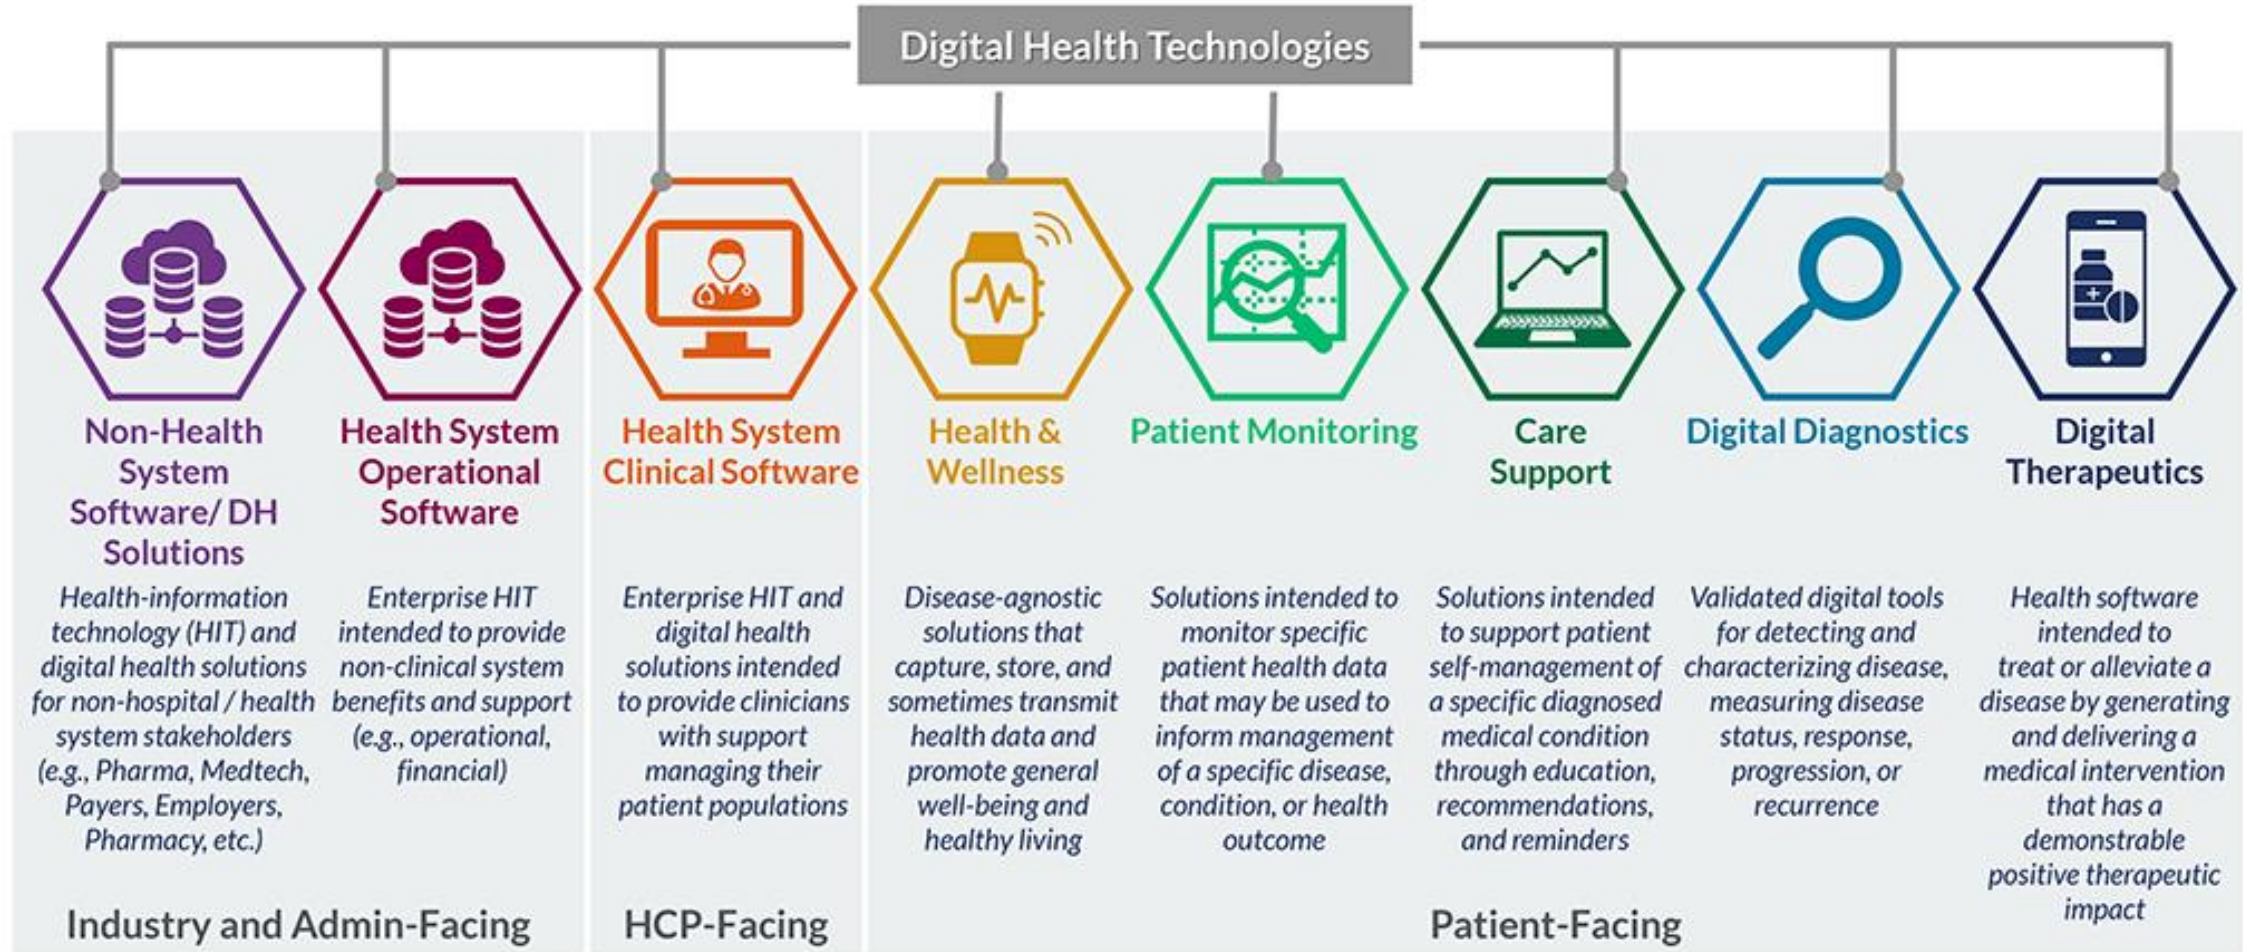 Digital Health Technologies
Non-Health
System
Software/ DH
Solutions
Health-information
technology (HIT) and
digital health solutions
for non-hospital / health
system stakeholders
(e.g., Pharma, Medtech,
Payers, Employers,
Pharmacy, etc.)
Health System
Operational
Software
Enterprise HIT
intended to provide
non-clinical system
benefits and support
(e.g., operational,
financial)
Industry and Admin-Facing
Health System
Clinical Software
Enterprise HIT and
digital health
solutions intended
to provide clinicians
with support
managing their
patient populations
HCP-Facing
Health &
Wellness
Disease-agnostic
solutions that
capture, store, and
sometimes transmit
health data and
promote general
well-being and
healthy living
Patient Monitoring
Solutions intended to
monitor specific
patient health data
that may be used to
inform management
of a specific disease,
condition, or health
outcome
Care
Support
Solutions intended
to support patient
self-management of
a specific diagnosed
medical condition
through education,
recommendations,
and reminders
Digital Diagnostics
Validated digital tools
for detecting and
characterizing disease,
measuring disease
status, response,
progression, or
recurrence
Digital
Therapeutics
Health software
intended to
treat or alleviate a
disease by generating
and delivering a
medical intervention
that has a
demonstrable
positive therapeutic
impact
Patient-Facing